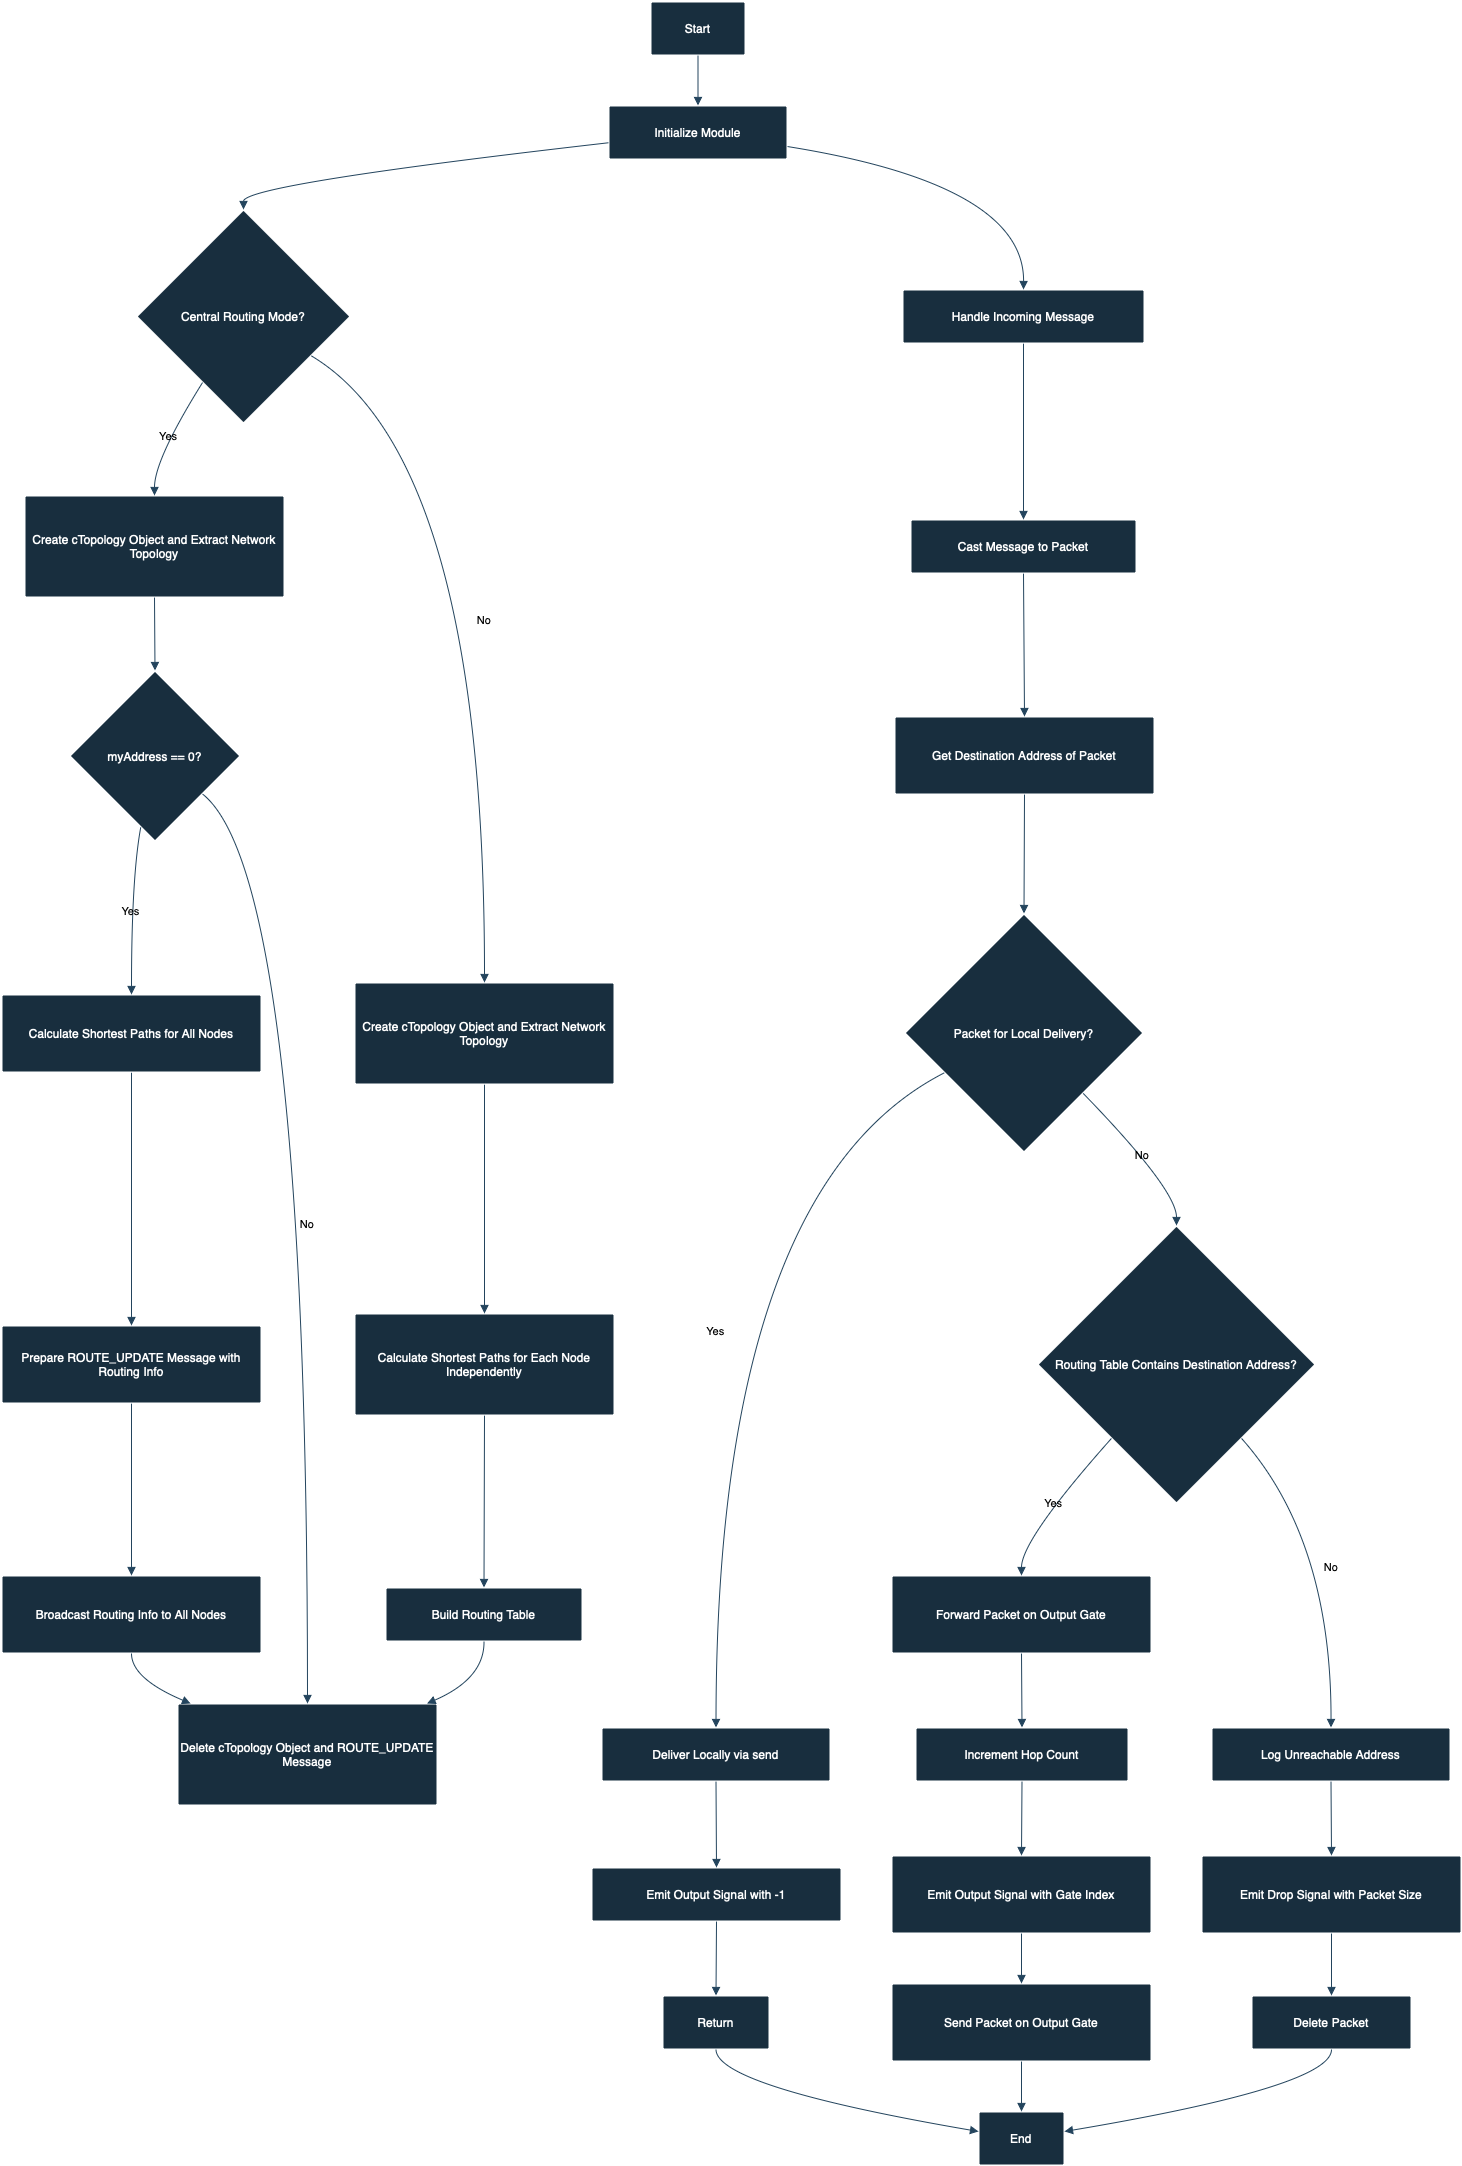 Start
Initialize Module
Central Routing Mode?
Handle Incoming Message
Yes
Create cTopology Object and Extract Network
Topology
Cast Message to Packet
No
myAddress == 0?
Get Destination Address of Packet
Yes
Calculate Shortest Paths for All Nodes
Create cTopology Object and Extract Network
Topology
Packet for Local Delivery?
No
No
Yes
Prepare ROUTE_UPDATE Message with
Routing Info
Calculate Shortest Paths for Each Node
Independently
Routing Table Contains Destination Address?
Yes
No
Broadcast Routing Info to All Nodes
Build Routing Table
Forward Packet on Output Gate
Delete cTopology Object and ROUTE_UPDATE
Message
Deliver Locally via send
Increment Hop Count
Log Unreachable Address
Emit Output Signal with -1
Emit Output Signal with Gate Index
Emit Drop Signal with Packet Size
Return
Send Packet on Output Gate
Delete Packet
End